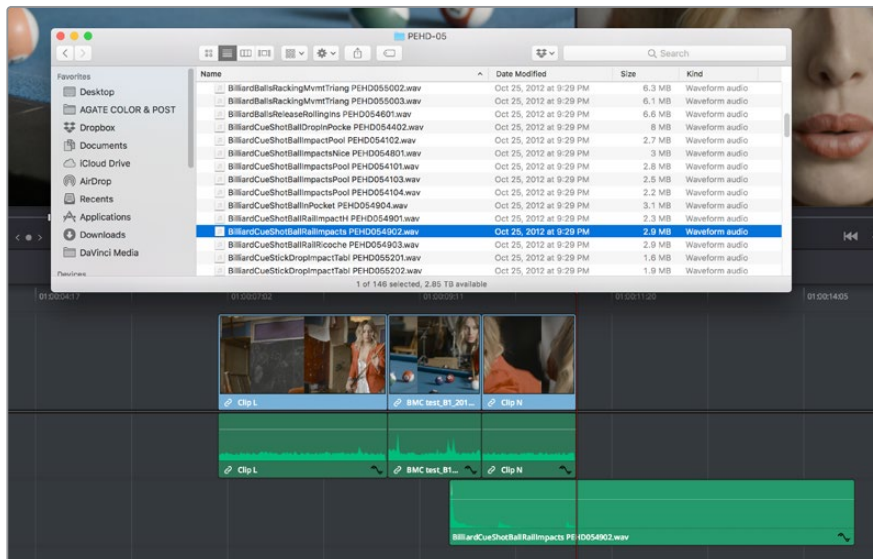 PEHD-05
Search
Favorites
Desktop
AGATE COLOR & POST
Dropbox
Documents
iCloud Drive
AirDrop
Recents
Applications
Downloads
DaVinci Media
Devices
Name Date Modified Size Kind
BilliardBallsRackingMvmtTriang PEHD055002.wav Oct 25, 2012 at 9:29 PM 6.3 MB Waveform audio
BilliardBallsRackingMvmtTriang PEHD055003.wav Oct 25, 2012 at 9:29 PM 6.1 MB Waveform audio
BilliardBallsReleaseRollingIns PEHD054601.wav Oct 25, 2012 at 9:29 PM 6.6 MB Waveform audio
BilliardCueShotBallDropInPocke PEHD054402.wav Oct 25, 2012 at 9:29 PM 8 MB Waveform audio
BilliardCueShotBallImpactPool PEHD054102.wav Oct 25, 2012 at 9:29 PM 2.7 MB Waveform audio
BilliardCueShotBallImpactsNice PEHD054801.wav Oct 25, 2012 at 9:29 PM 3 MB Waveform audio
BilliardCueShotBallImpactsPool PEHD054101.wav Oct 25, 2012 at 9:29 PM 2.8 MB Waveform audio
BilliardCueShotBallImpactsPool PEHD054103.wav Oct 25, 2012 at 9:29 PM 2.5 MB Waveform audio
BilliardCueShotBallImpactsPool PEHD054104.wav Oct 25, 2012 at 9:29 PM 2.2 MB Waveform audio
BilliardCueShotBallInPocket PEHD054904.wav Oct 25, 2012 at 9:29 PM 3.1 MB Waveform audio
BilliardCueShotBallRailImpactH PEHD054901.wav Oct 25, 2012 at 9:29 PM 2.3 MB Waveform audio
BilliardCueShotBallRailImpacts PEHD054902.wav Oct 25, 2012 at 9:29 PM 2.9 MB Waveform audio
BilliardCueShotBallRailRicoche PEHD054903.wav Oct 25, 2012 at 9:29 PM 2.9 MB Waveform audio
BilliardCueStickDropImpactTabl PEHD055201.wav Oct 25, 2012 at 9:29 PM 1.6 MB Waveform audio
BilliardCueStickDropImpactTabl PEHD055202.wav Oct 25, 2012 at 9:29 PM 1.9 MB Waveform audio
1 of 146 selected, 2.85 TB available
01:00:04:17 01:00:07:02 01:00:09:11 01:00:11:20 01:00:14:05
Clip L BMC test_B1_201... Clip N
Clip L BMC test_B1... Clip N
BilliardCueShotBallRailImpacts PEHD054902.wav